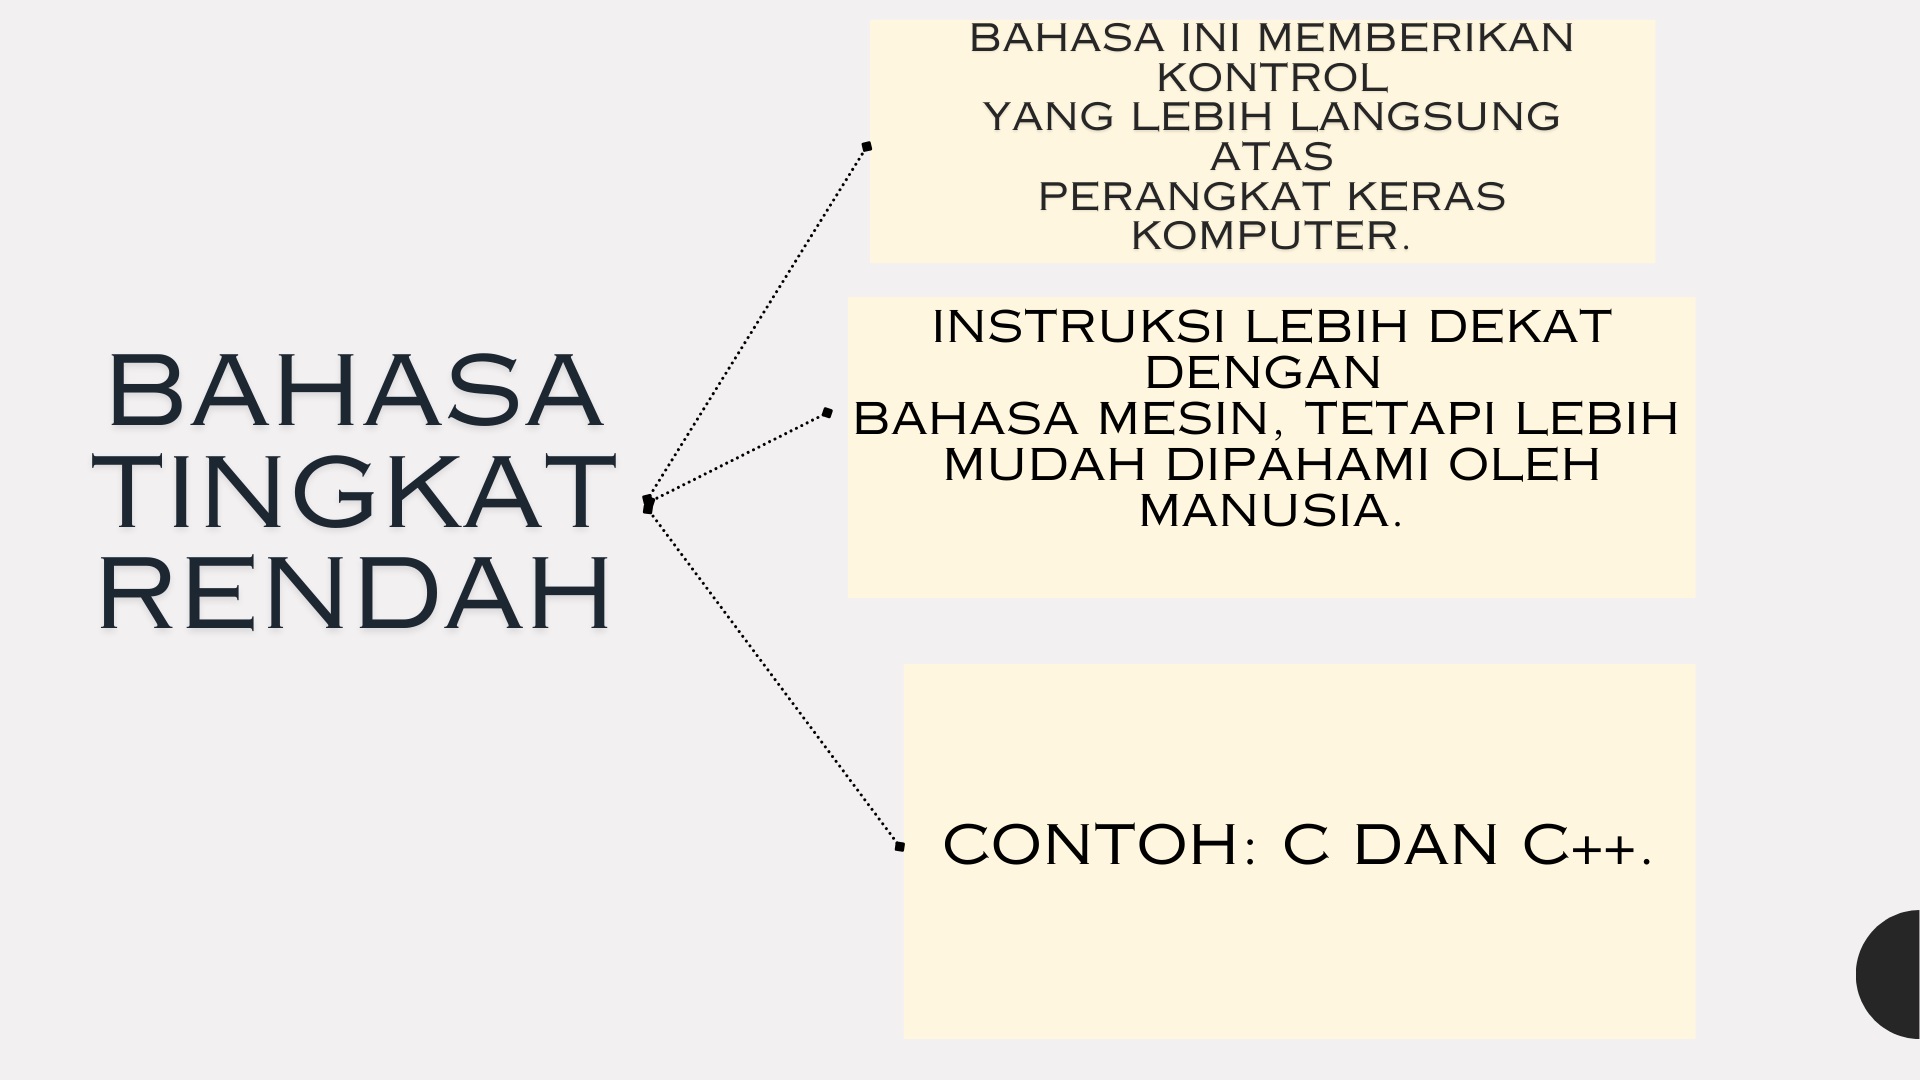 BAHASA
TINGKAT
RENDAH
BAHASA INI MEMBERIKAN
KONTROL
YANG LEBIH LANGSUNG
ATAS
PERANGKAT KERAS
KOMPUTER.
INSTRUKSI LEBIH DEKAT
DENGAN
BAHASA MESIN, TETAPI LEBIH
MUDAH DIPAHAMI OLEH
MANUSIA.
CONTOH: C DAN C++.